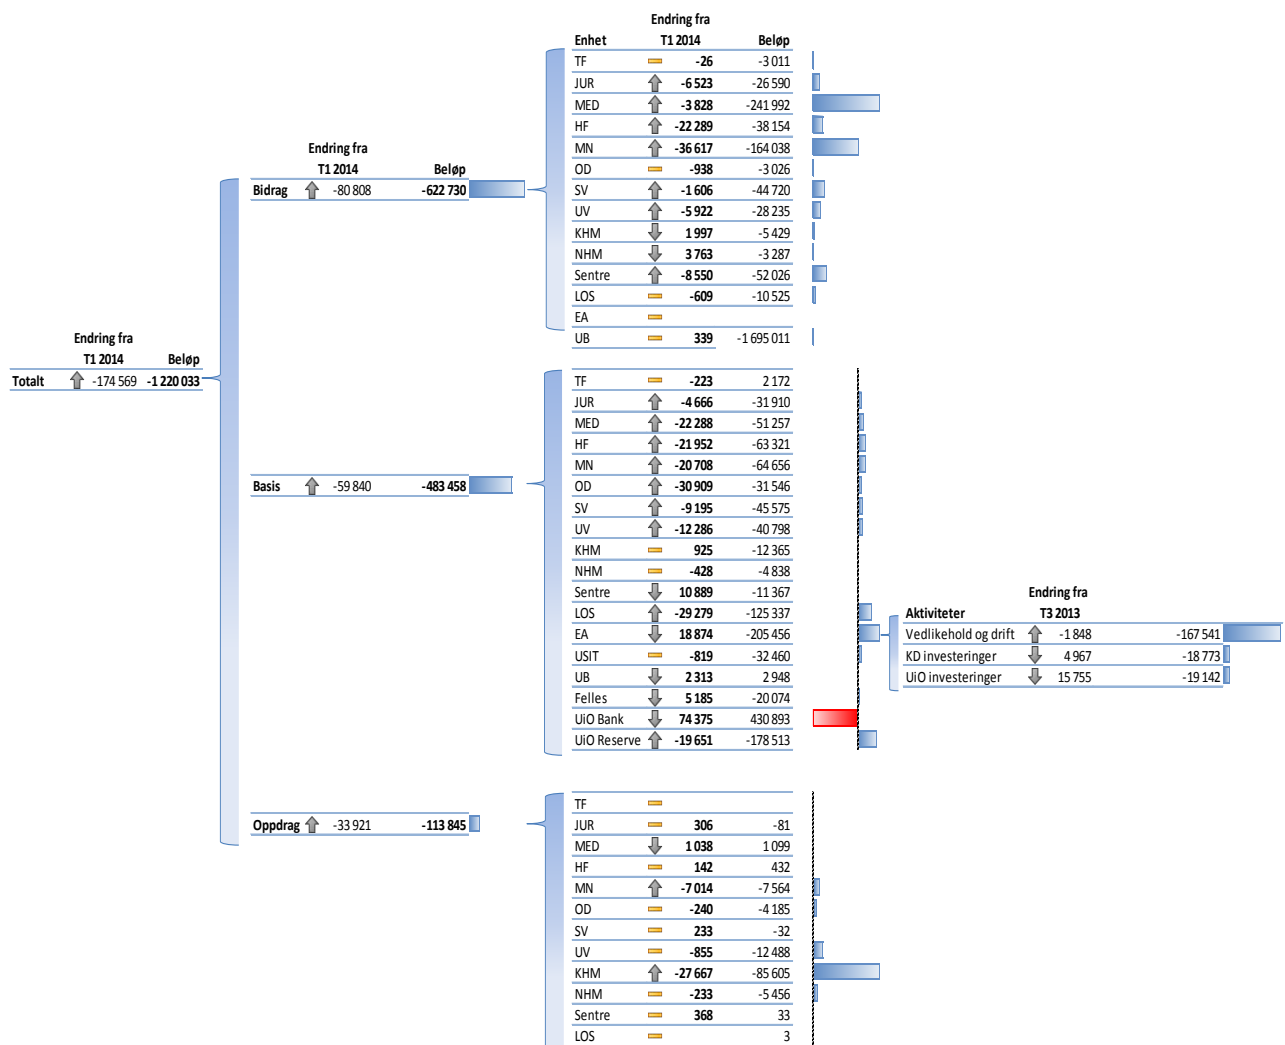 Endring fra
T1 2014 Beløp
Totalt -174 569 -1 220 033
Endring fra
T1 2014 Beløp
Bidrag -80 808 -622 730
Basis -59 840 -483 458
Oppdrag -33 921 -113 845
Endring fra
Enhet T1 2014 Beløp
TF -26 -3 011
JUR -6 523 -26 590
MED -3 828 -241 992
HF -22 289 -38 154
MN -36 617 -164 038
OD -938 -3 026
SV -1 606 -44 720
UV -5 922 -28 235
KHM 1 997 -5 429
NHM 3 763 -3 287
Sentre -8 550 -52 026
LOS -609 -10 525
EA
UB 339 -1 695 011
TF -223 2 172
JUR -4 666 -31 910
MED -22 288 -51 257
HF -21 952 -63 321
MN -20 708 -64 656
OD -30 909 -31 546
SV -9 195 -45 575
UV -12 286 -40 798
KHM 925 -12 365
NHM -428 -4 838
Sentre 10 889 -11 367
LOS -29 279 -125 337
EA 18 874 -205 456
USIT -819 -32 460
UB 2 313 2 948
Felles 5 185 -20 074
UiO Bank 74 375 430 893
UiO Reserve -19 651 -178 513
Endring fra
Aktiviteter T3 2013
Vedlikehold og drift -1 848 -167 541
KD investeringer 4 967 -18 773
UiO investeringer 15 755 -19 142
TF
JUR 306 -81
MED 1 038 1 099
HF 142 432
MN -7 014 -7 564
OD -240 -4 185
SV 233 -32
UV -855 -12 488
KHM -27 667 -85 605
NHM -233 -5 456
Sentre 368 33
LOS 3